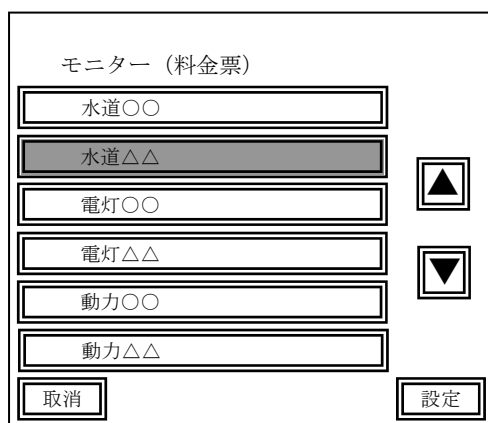 モニター（料金票）
水道○○
水道△△
電灯○○
▲
電灯△△
▼
動力○○
動力△△
取消
設定